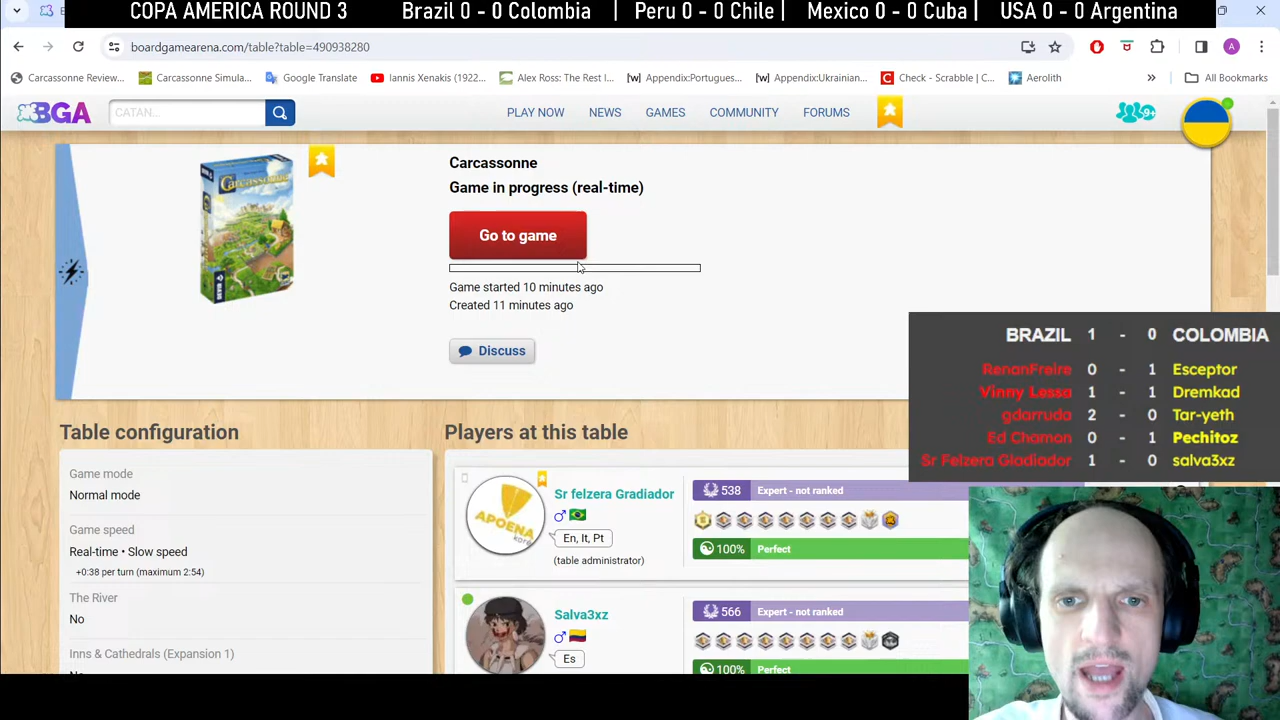 COPA AMERICA ROUND 3 Brazil 0 - 0 Colombia | Peru 0 - 0 Chile | Mexico 0 - 0 Cuba | USA 0 - 0 Argentina
boardgamearena.com/table?table=490938280
A
Carcassonne Review... Carcassonne Simula... Google Translate Iannis Xenakis (1922... Alex Ross: The Rest I... [w] Appendix:Portugues... [w] Appendix:Ukrainian... Check - Scrabble | C... Aerolith » All Bookmarks
BGA CATAN... PLAY NOW NEWS GAMES COMMUNITY FORUMS 9+
Carcassonne
Carcassonne
Game in progress (real-time)
Go to game
Game started 10 minutes ago
Created 11 minutes ago
Discuss
BRAZIL 1 - 0 COLOMBIA
RenanFreire 0 - 1 Esceptor
Vinny Lessa 1 - 1 Dremkad
gdarruda 2 - 0 Tar-yeth
Ed Chaman 0 - 1 Pechitoz
Sr Felzera Gladiador 1 - 0 salva3xz
Table configuration
Game mode
Normal mode
Game speed
Real-time • Slow speed
+0:38 per turn (maximum 2:54)
The River
No
Inns & Cathedrals (Expansion 1)
Players at this table
APOENA
Sr felzera Gradiador
En, It, Pt
(table administrator)
538 Expert - not ranked
100% Perfect
Salva3xz
Es
566 Expert - not ranked
100% Perfect